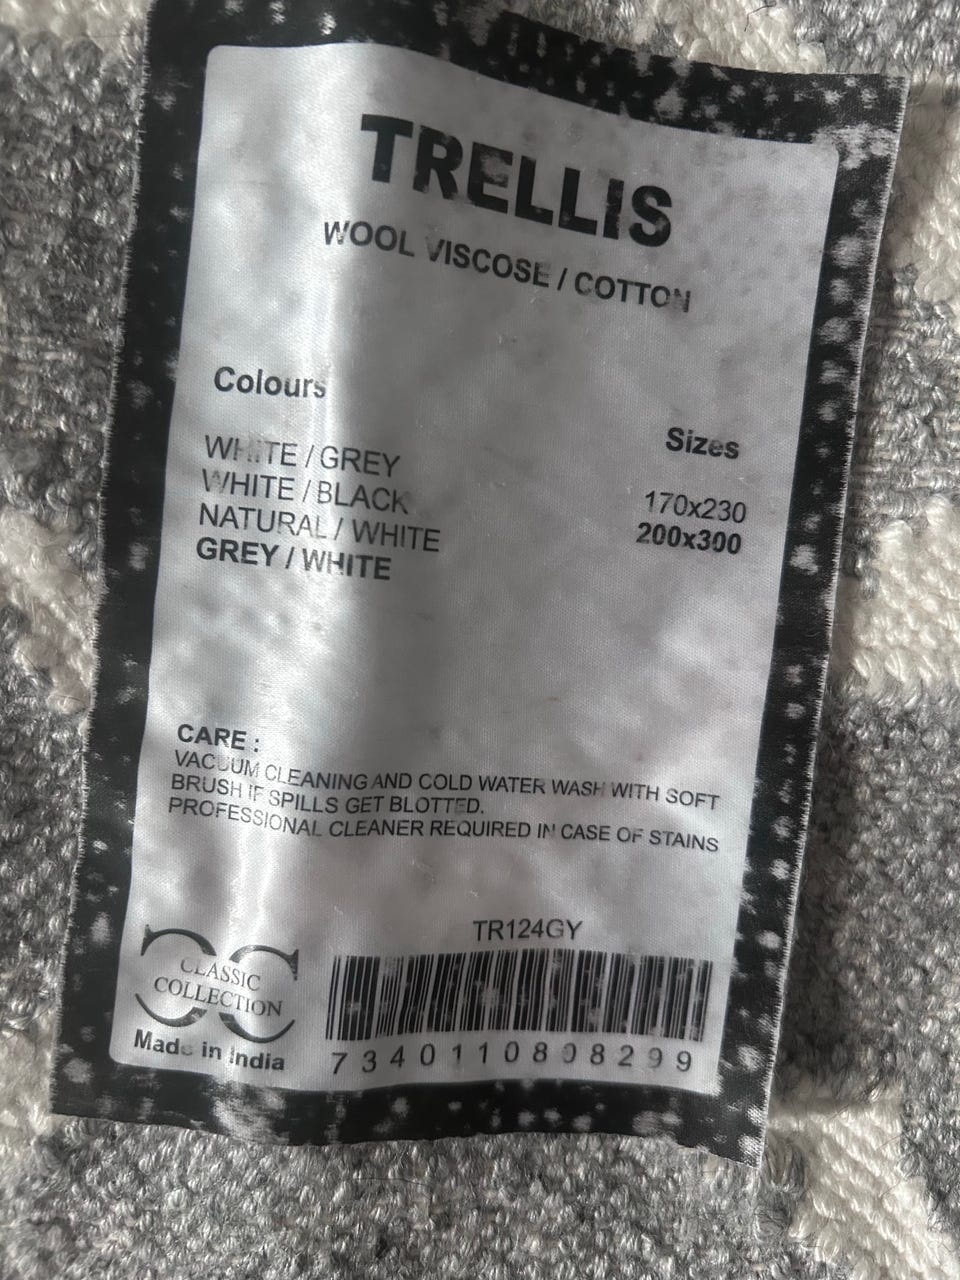 TRELLIS
WOOL VISCOSE / COTTON
Colours
WHITE / GREY
WHITE / BLACK
NATURAL / WHITE
GREY / WHITE
Sizes
170x230
200x300
CARE :
VACUUM CLEANING AND COLD WATER WASH WITH SOFT
BRUSH IF SPILLS GET BLOTTED.
PROFESSIONAL CLEANER REQUIRED IN CASE OF STAINS
TR124GY
CLASSIC
COLLECTION
Made in India
7340110808299